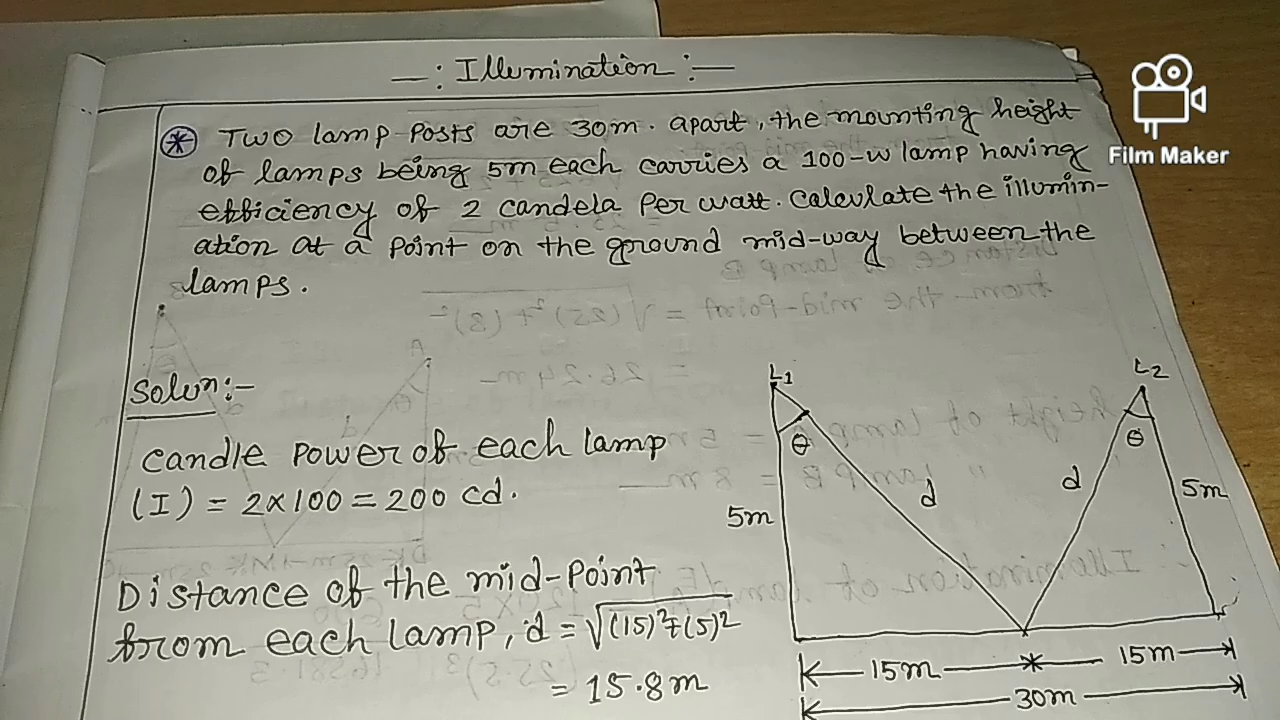 —: Illumination :—
Film Maker
* Two lamp posts are 30m. apart, the mounting height
of lamps being 5m each carries a 100-w lamp having
efficiency of 2 candela Per watt. Calculate the illumin-
ation at a Point on the ground mid-way between the
lamps.
Solun:-
Candle Power of each lamp
(I) = 2×100 = 200 cd.
Distance of the mid-Point
from each lamp, d = √(15)²+(5)²
= 15.8m
L1
L2
θ
θ
5m
d
d
5m
15m
15m
30m